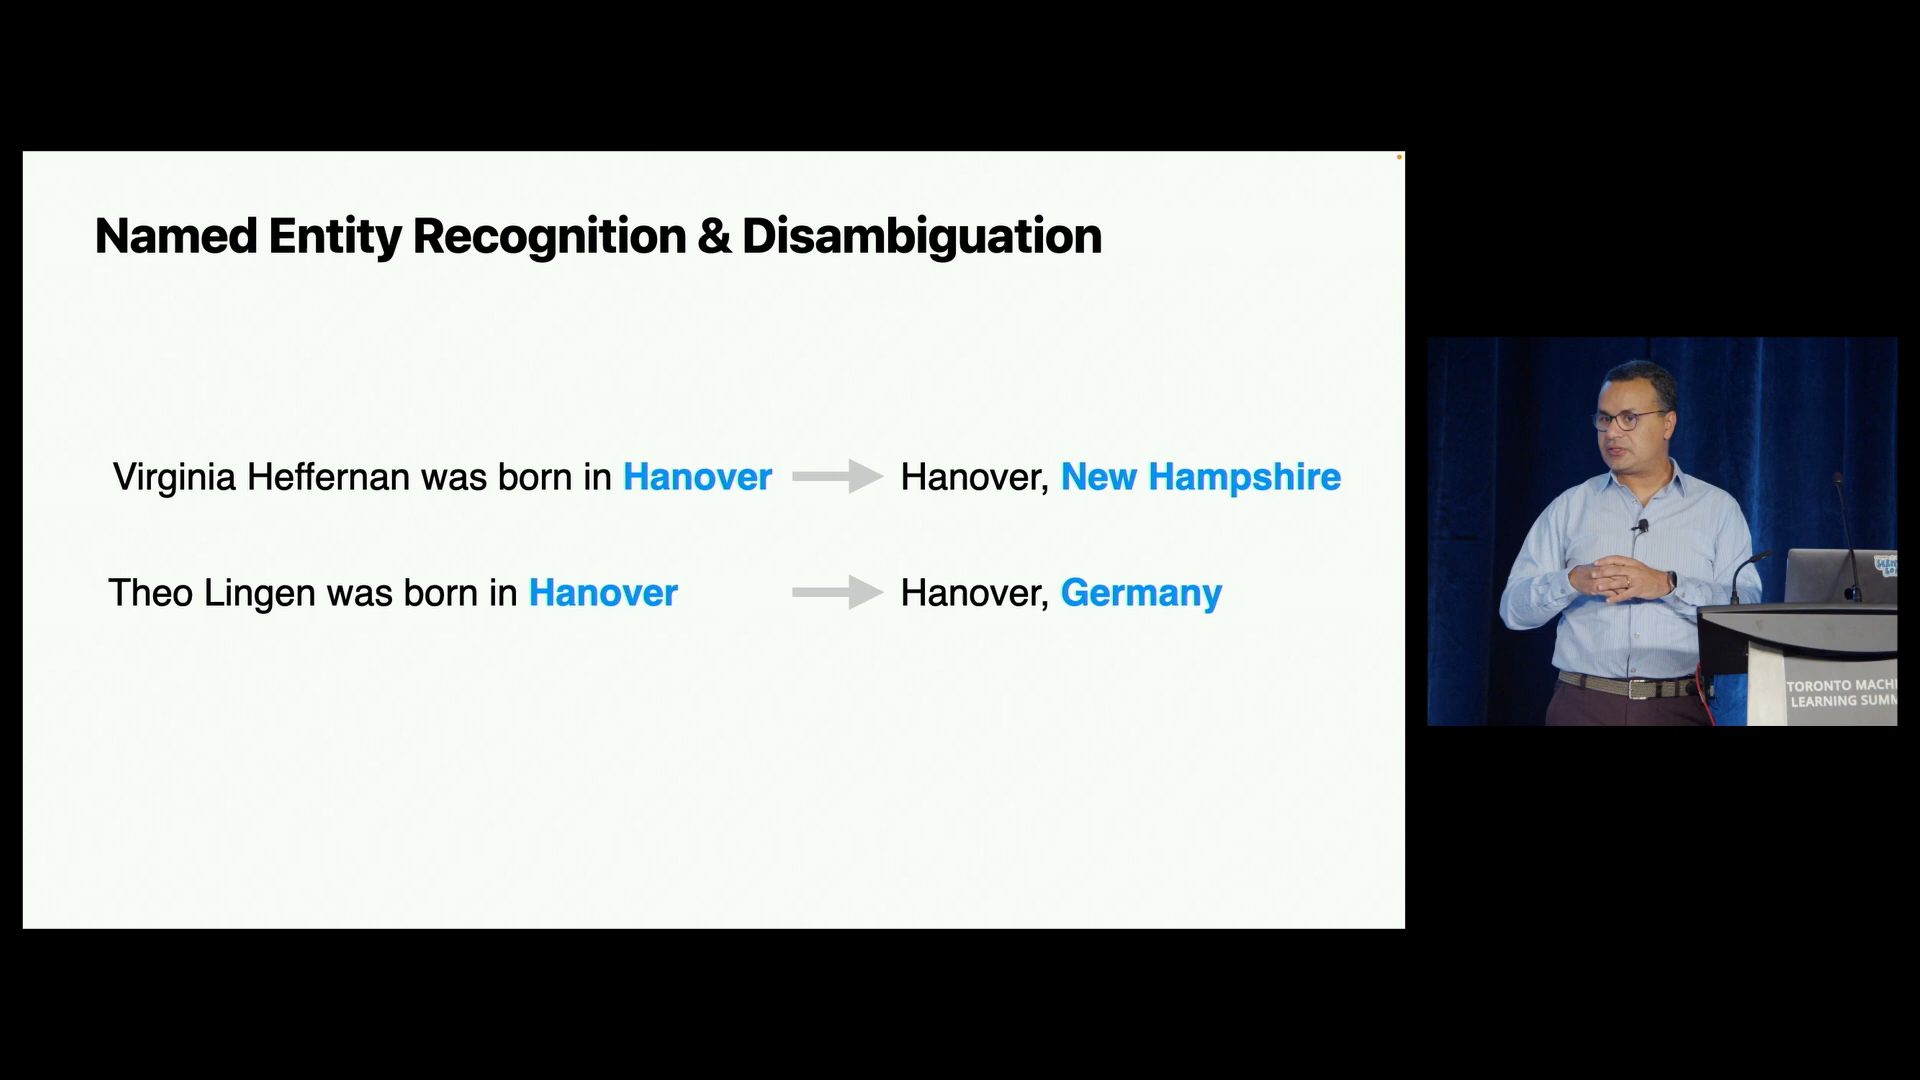 Named Entity Recognition & Disambiguation
Virginia Heffernan was born in Hanover Hanover, New Hampshire
Theo Lingen was born in Hanover Hanover, Germany
TORONTO MACHI
LEARNING SUMM